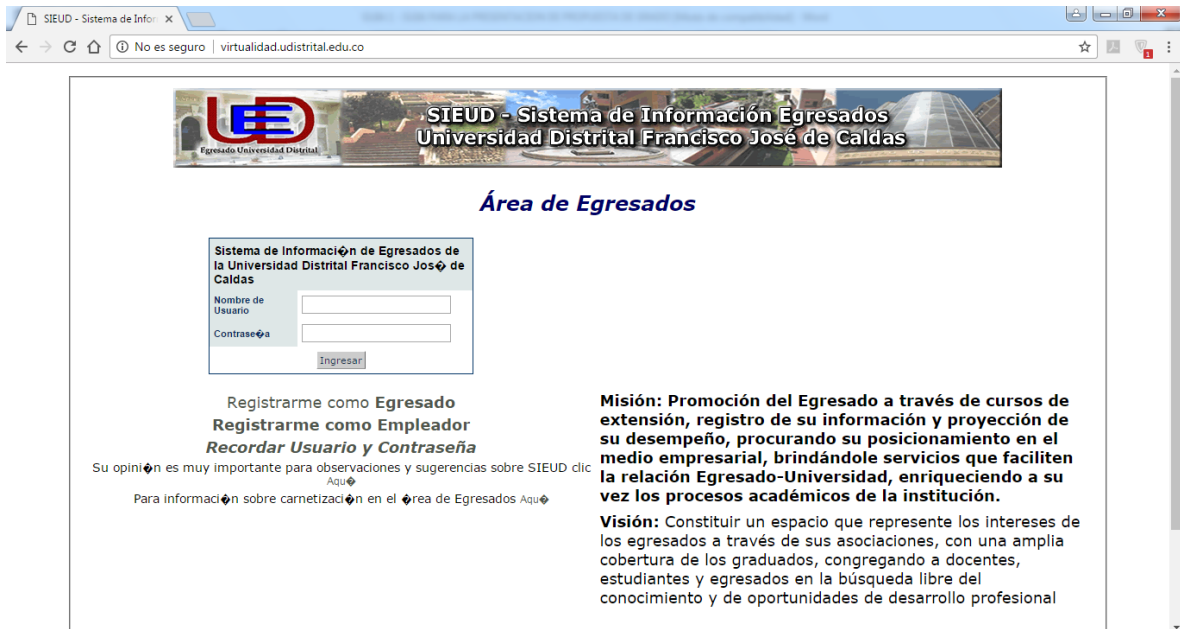 SIEUD - Sistema de Infor
No es seguro | virtualidad.udistrital.edu.co
1
UED
Egresado Universidad Distrital
SIEUD - Sistema de Información Egresados
Universidad Distrital Francisco José de Caldas
Área de Egresados
Sistema de Informaci�n de Egresados de
la Universidad Distrital Francisco Jos� de
Caldas
Nombre de
Usuario
Contrase�a
Ingresar
Registrarme como Egresado
Registrarme como Empleador
Recordar Usuario y Contraseña
Su opini�n es muy importante para observaciones y sugerencias sobre SIEUD clic
Aqu�
Para informaci�n sobre carnetizaci�n en el �rea de Egresados Aqu�
Misión: Promoción del Egresado a través de cursos de
extensión, registro de su información y proyección de
su desempeño, procurando su posicionamiento en el
medio empresarial, brindándole servicios que faciliten
la relación Egresado-Universidad, enriqueciendo a su
vez los procesos académicos de la institución.
Visión: Constituir un espacio que represente los intereses de
los egresados a través de sus asociaciones, con una amplia
cobertura de los graduados, congregando a docentes,
estudiantes y egresados en la búsqueda libre del
conocimiento y de oportunidades de desarrollo profesional